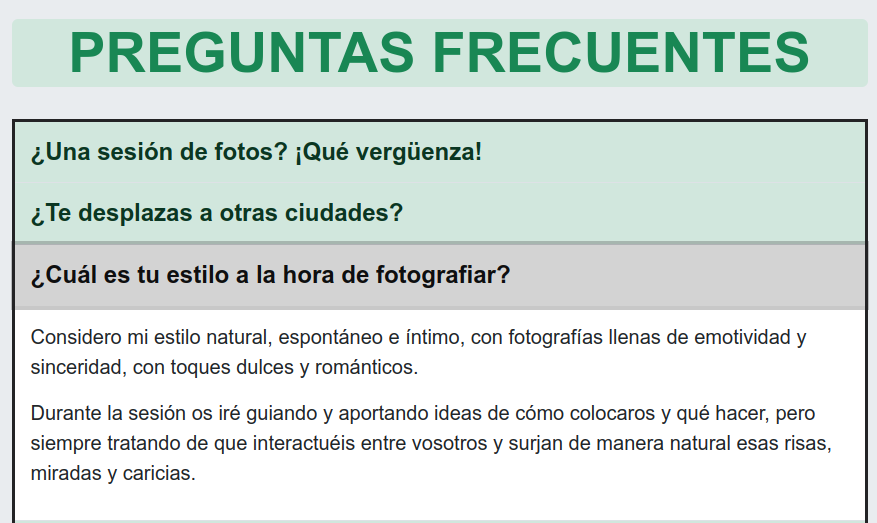 PREGUNTAS FRECUENTES
¿Una sesión de fotos? ¡Qué vergüenza!
¿Te desplazas a otras ciudades?
¿Cuál es tu estilo a la hora de fotografiar?
Considero mi estilo natural, espontáneo e íntimo, con fotografías llenas de emotividad y
sinceridad, con toques dulces y románticos.
Durante la sesión os iré guiando y aportando ideas de cómo colocaros y qué hacer, pero
siempre tratando de que interactuéis entre vosotros y surjan de manera natural esas risas,
miradas y caricias.